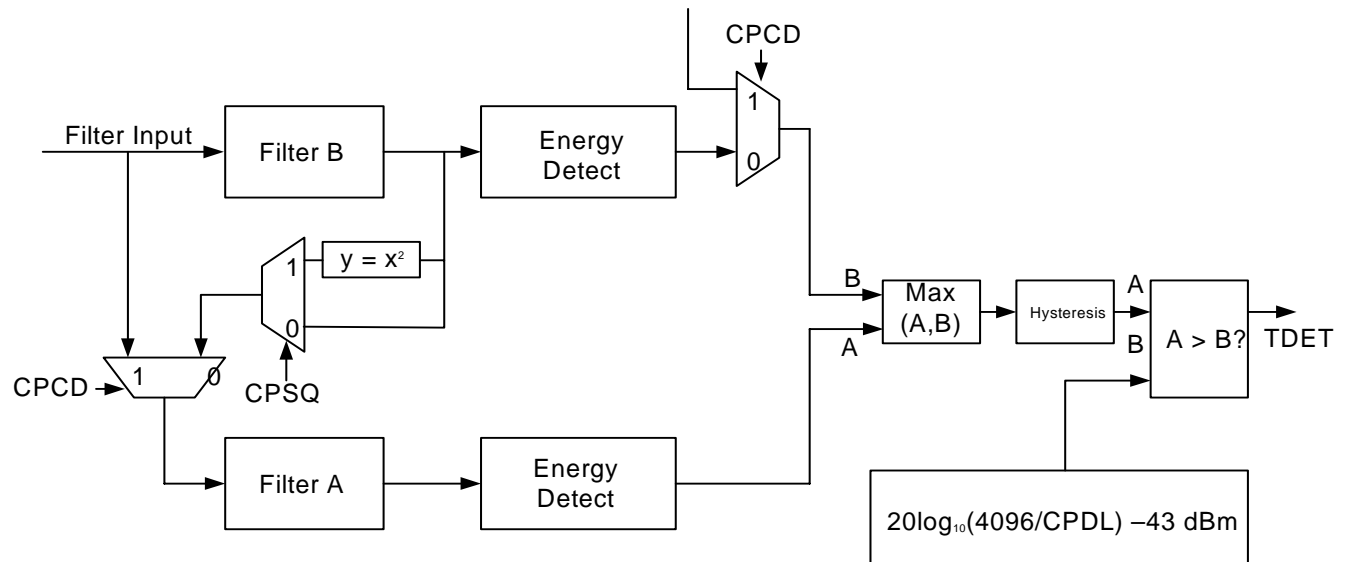 CPCD
1
0
Filter Input
Filter B
Energy
Detect
y = x²
1
0
CPSQ
1
0
CPCD
B
A
Max
(A,B)
Hysteresis
A
B
A > B?
TDET
Filter A
Energy
Detect
20log₁₀(4096/CPDL) –43 dBm